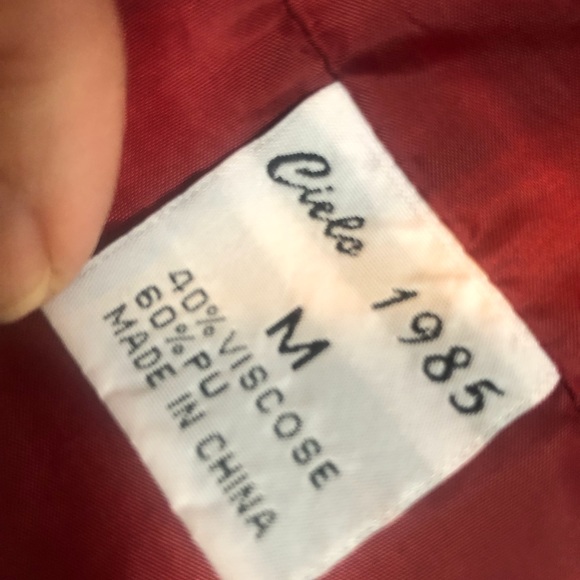 Cielo 1985
M
40% VISCOSE
60% PU
MADE IN CHINA